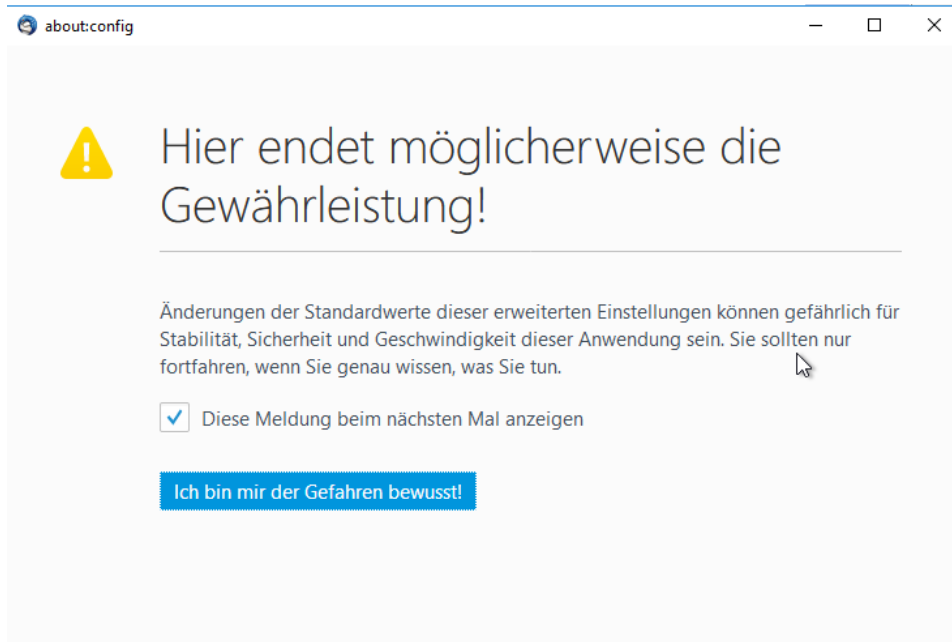 about:config
Hier endet möglicherweise die
Gewährleistung!
Änderungen der Standardwerte dieser erweiterten Einstellungen können gefährlich für
Stabilität, Sicherheit und Geschwindigkeit dieser Anwendung sein. Sie sollten nur
fortfahren, wenn Sie genau wissen, was Sie tun.
Diese Meldung beim nächsten Mal anzeigen
Ich bin mir der Gefahren bewusst!